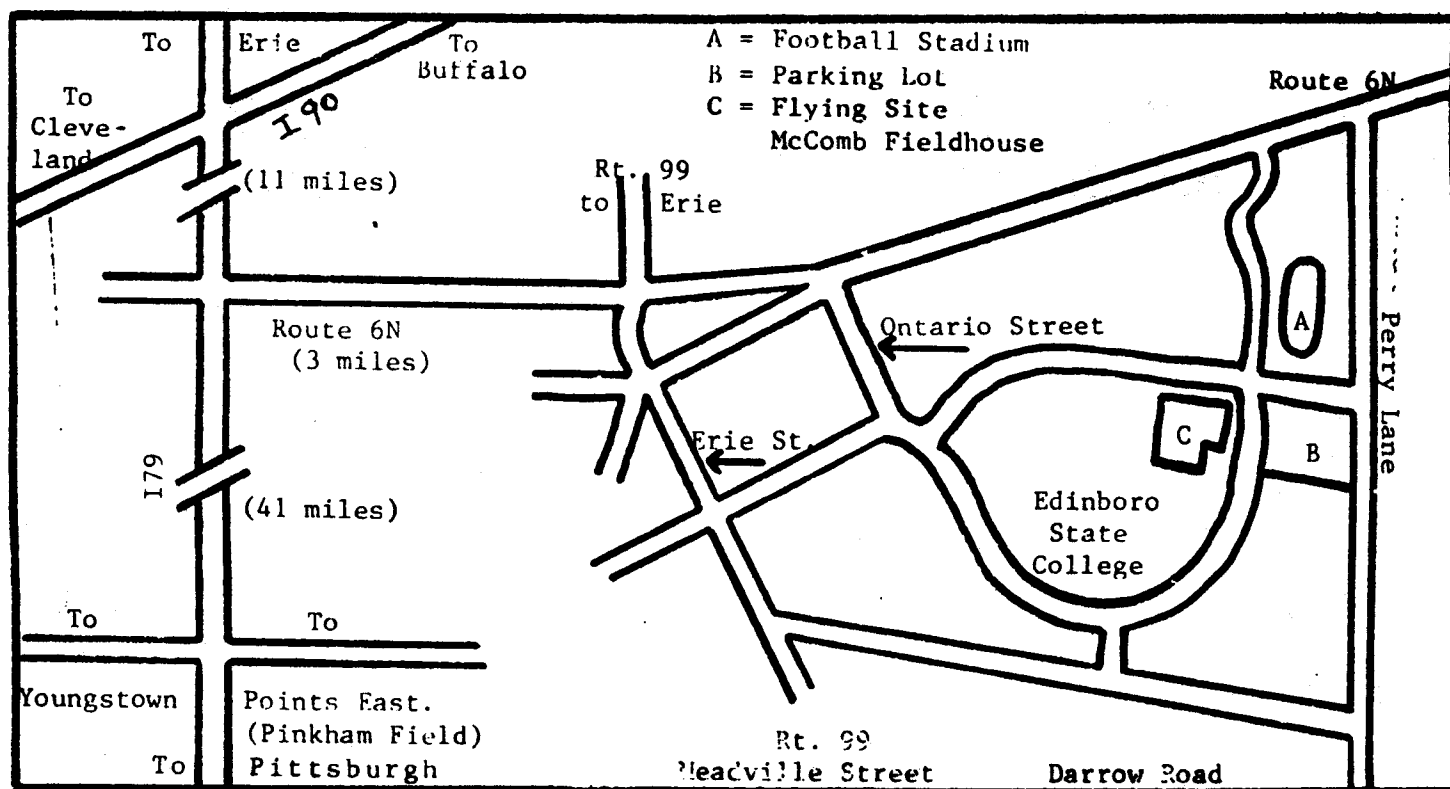 To Erie
To
Buffalo
To
Cleve-
land
I90
(11 miles)
A = Football Stadium
B = Parking Lot
C = Flying Site
McComb Fieldhouse
Route 6N
Rt. 99
to Erie
Route 6N
(3 miles)
Ontario Street
A
Perry Lane
Erie St.
C
B
I79
(41 miles)
Edinboro
State
College
To
To
Youngstown
Points East.
(Pinkham Field)
To Pittsburgh
Rt. 99
Meadville Street
Darrow Road